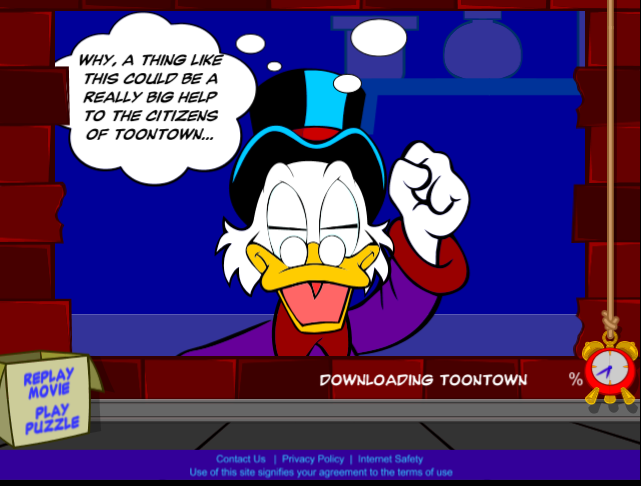 WHY, A THING LIKE
THIS COULD BE A
REALLY BIG HELP
TO THE CITIZENS
OF TOONTOWN...
DOWNLOADING TOONTOWN %
REPLAY
MOVIE
PLAY
PUZZLE
Contact Us | Privacy Policy | Internet Safety
Use of this site signifies your agreement to the terms of use